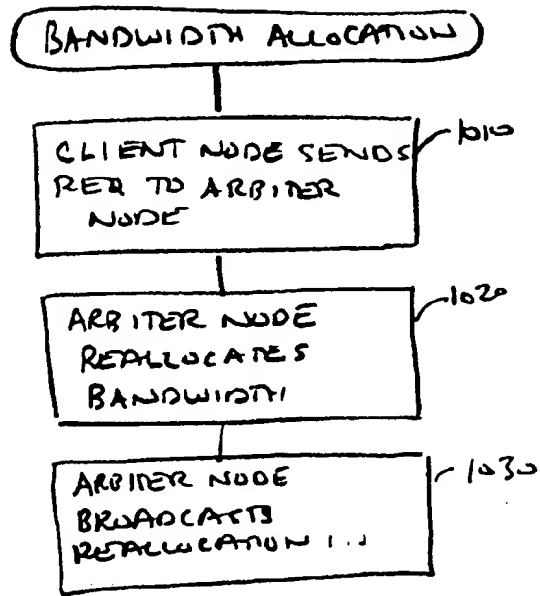 BANDWIDTH ALLOCATION
1010
CLIENT NODE SENDS
REQ TO ARBITER
NODE
1020
ARBITER NODE
REALLOCATES
BANDWIDTH
1030
ARBITER NODE
BROADCASTS
REALLOCATION...